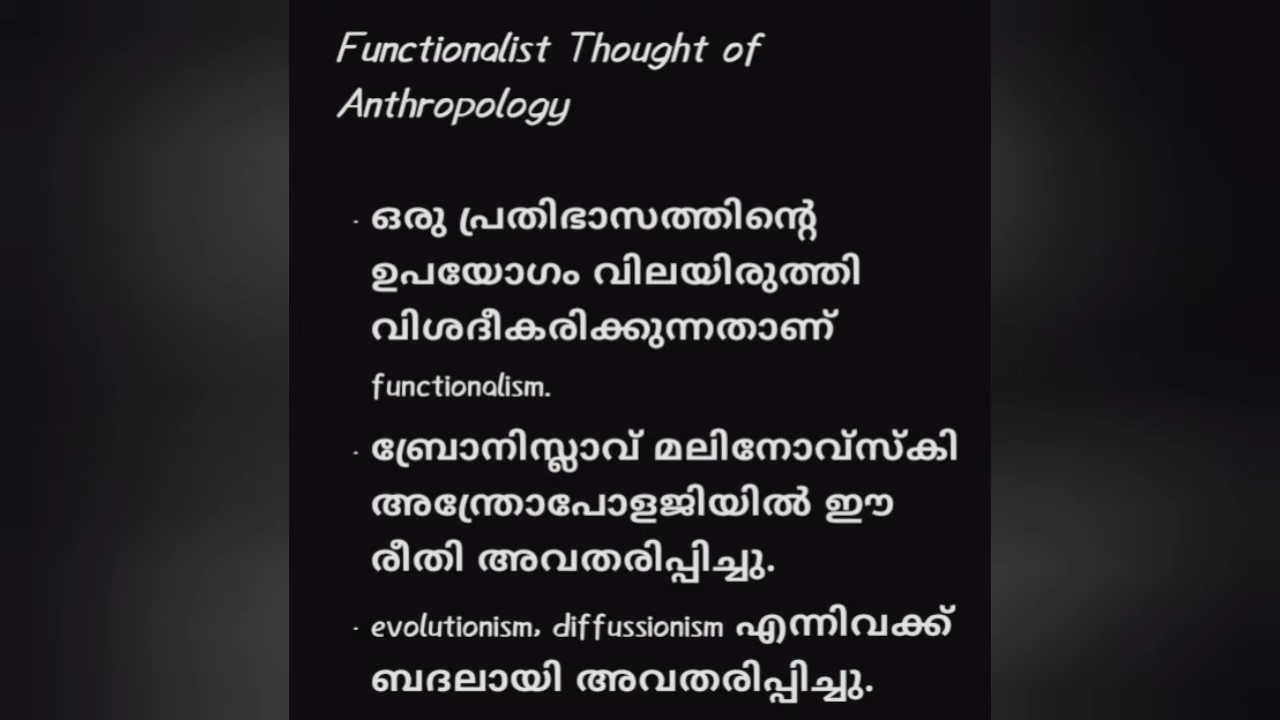 Functionalist Thought of
Anthropology
· ഒരു പ്രതിഭാസത്തിന്റെ
ഉപയോഗം വിലയിരുത്തി
വിശദീകരിക്കുന്നതാണ്
functionalism.
· ബ്രോനിസ്ലാവ് മലിനോവ്സ്കി
അന്ത്രോപോളജിയിൽ ഈ
രീതി അവതരിപ്പിച്ചു.
· evolutionism, diffussionism എന്നിവക്ക്
ബദലായി അവതരിപ്പിച്ചു.